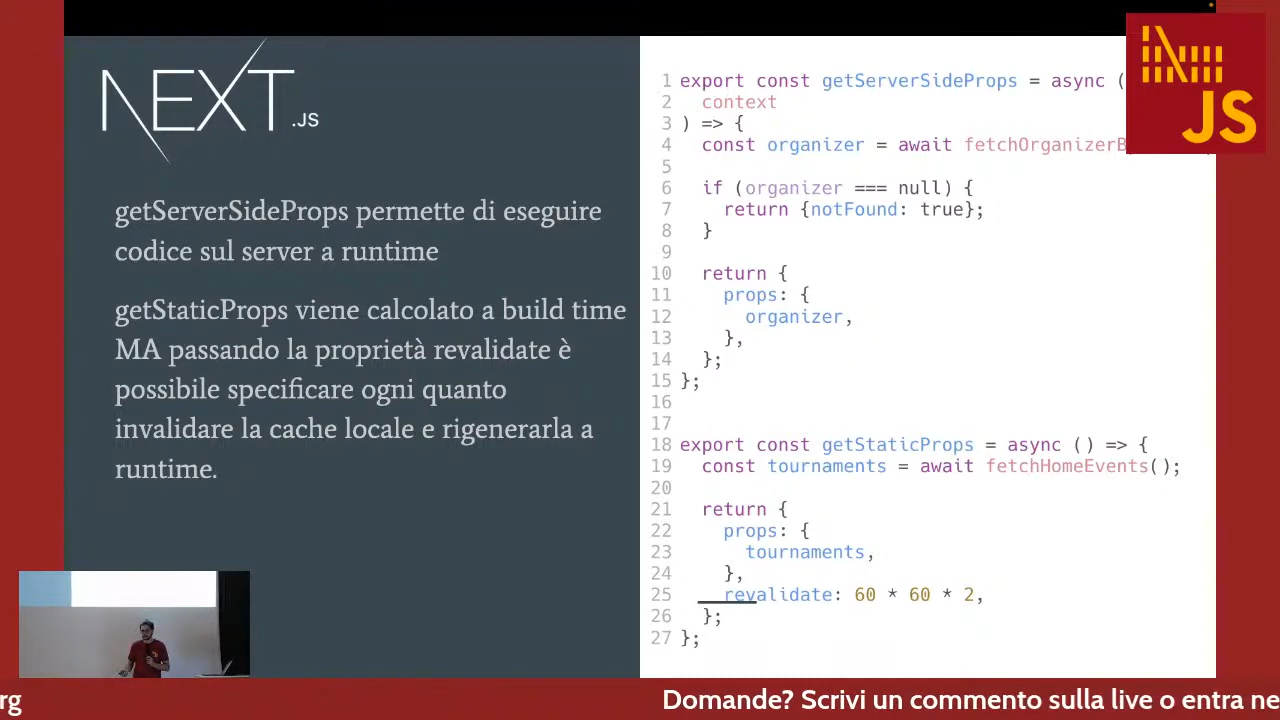 NEXT.JS
getServerSideProps permette di eseguire
codice sul server a runtime
getStaticProps viene calcolato a build time
MA passando la proprietà revalidate è
possibile specificare ogni quanto
invalidare la cache locale e rigenerarla a
runtime.
1 export const getServerSideProps = async (
2 context
3 ) => {
4 const organizer = await fetchOrganizerB
5
6 if (organizer === null) {
7 return {notFound: true};
8 }
9
10 return {
11 props: {
12 organizer,
13 },
14 };
15 };
16
17
18 export const getStaticProps = async () => {
19 const tournaments = await fetchHomeEvents();
20
21 return {
22 props: {
23 tournaments,
24 },
25 revalidate: 60 * 60 * 2,
26 };
27 };
JS
rg
Domande? Scrivi un commento sulla live o entra ne